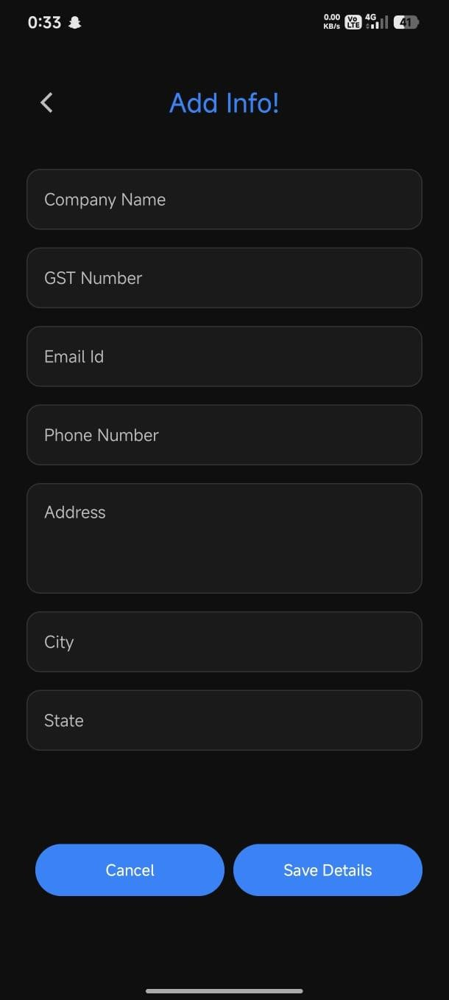 0:33
0.00 KB/s Vo LTE 4G 41
Add Info!
Company Name
GST Number
Email Id
Phone Number
Address
City
State
Cancel Save Details